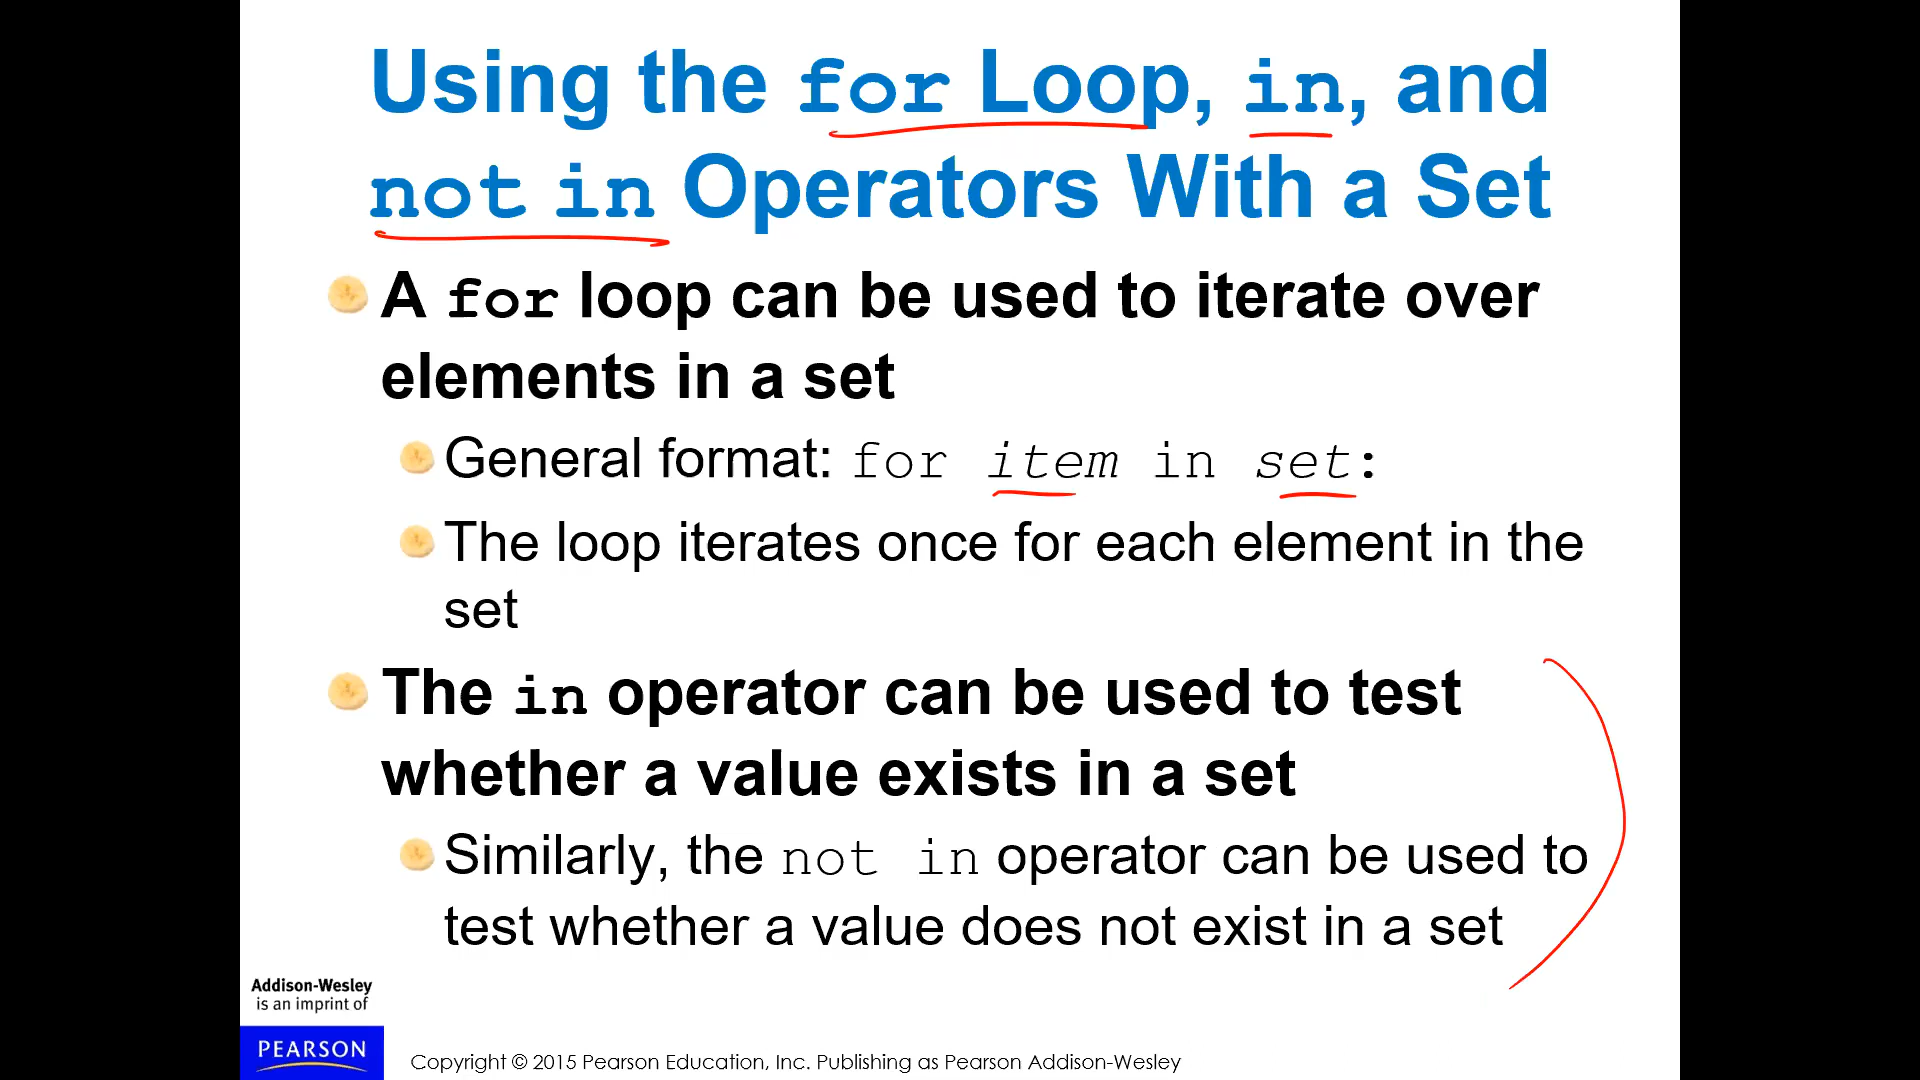 Using the for Loop, in, and
not in Operators With a Set
A for loop can be used to iterate over
elements in a set
General format: for item in set:
The loop iterates once for each element in the
set
The in operator can be used to test
whether a value exists in a set
Similarly, the not in operator can be used to
test whether a value does not exist in a set
Addison-Wesley
is an imprint of
PEARSON
Copyright © 2015 Pearson Education, Inc. Publishing as Pearson Addison-Wesley